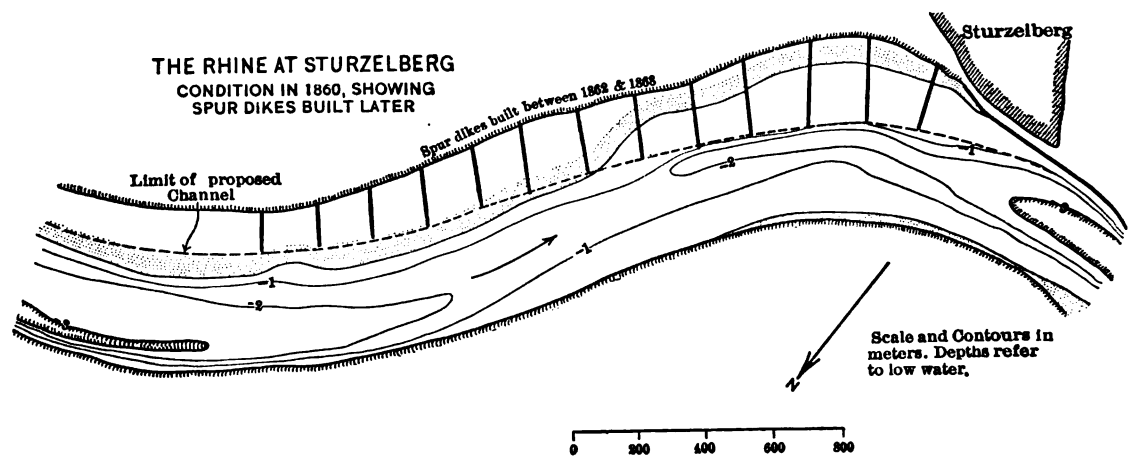 Sturzelberg
THE RHINE AT STURZELBERG
CONDITION IN 1860, SHOWING
SPUR DIKES BUILT LATER
Spur dikes built between 1862 & 1863
Limit of proposed
Channel
-1
-2
-1
-2
-1
-3
Scale and Contours in
meters. Depths refer
to low water.
N
0 200 400 600 800